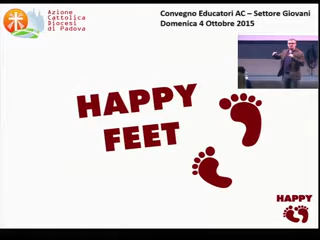 Azione
Cattolica
Diocesi
di Padova
Convegno Educatori AC – Settore Giovani
Domenica 4 Ottobre 2015
HAPPY
FEET
HAPPY